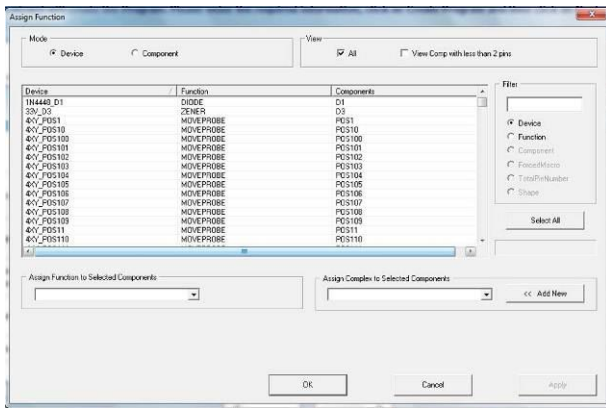 Assign Function
Mode
Device
Component
View
All
View Comp with less than 2 pins
Device / Function Components
1N4448_D1 DIODE D1
33V_D3 ZENER D3
4XY_POS1 MOVEPROBE POS1
4XY_POS10 MOVEPROBE POS10
4XY_POS100 MOVEPROBE POS100
4XY_POS101 MOVEPROBE POS101
4XY_POS102 MOVEPROBE POS102
4XY_POS103 MOVEPROBE POS103
4XY_POS104 MOVEPROBE POS104
4XY_POS105 MOVEPROBE POS105
4XY_POS106 MOVEPROBE POS106
4XY_POS107 MOVEPROBE POS107
4XY_POS108 MOVEPROBE POS108
4XY_POS109 MOVEPROBE POS109
4XY_POS11 MOVEPROBE POS11
4XY_POS110 MOVEPROBE POS110
Filter
Device
Function
Component
ForcedMacro
TotalPinNumber
Shape
Select All
Assign Function to Selected Components
Assign Complex to Selected Components
<< Add New
OK
Cancel
Apply